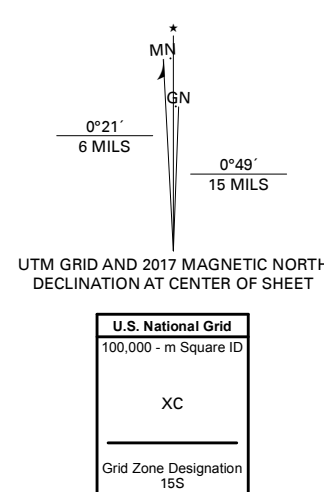 ★
MN
GN
0°21´
6 MILS
0°49´
15 MILS
UTM GRID AND 2017 MAGNETIC NORTH
DECLINATION AT CENTER OF SHEET
U.S. National Grid
100,000 - m Square ID
XC
Grid Zone Designation
15S